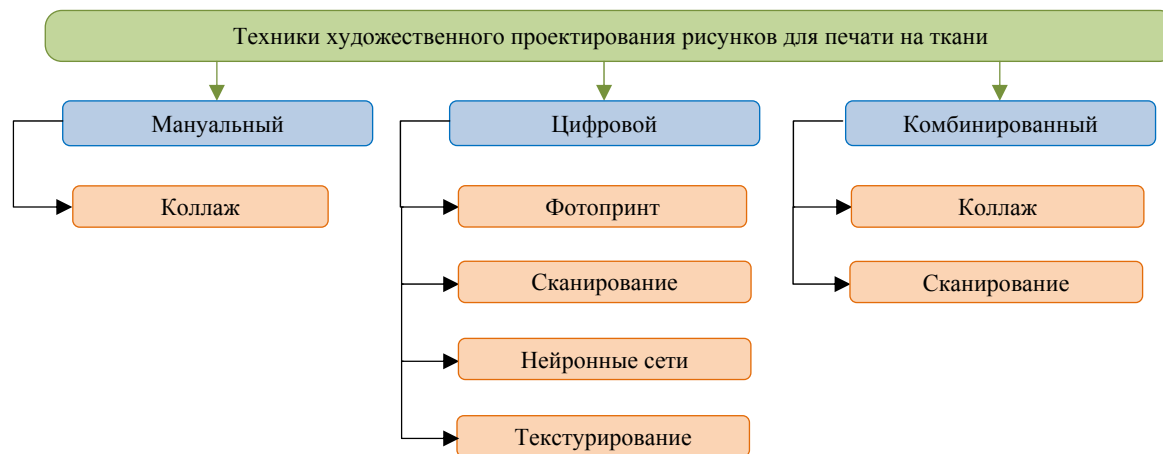 Техники художественного проектирования рисунков для печати на ткани
Мануальный
Коллаж
Цифровой
Фотопринт
Сканирование
Нейронные сети
Текстурирование
Комбинированный
Коллаж
Сканирование